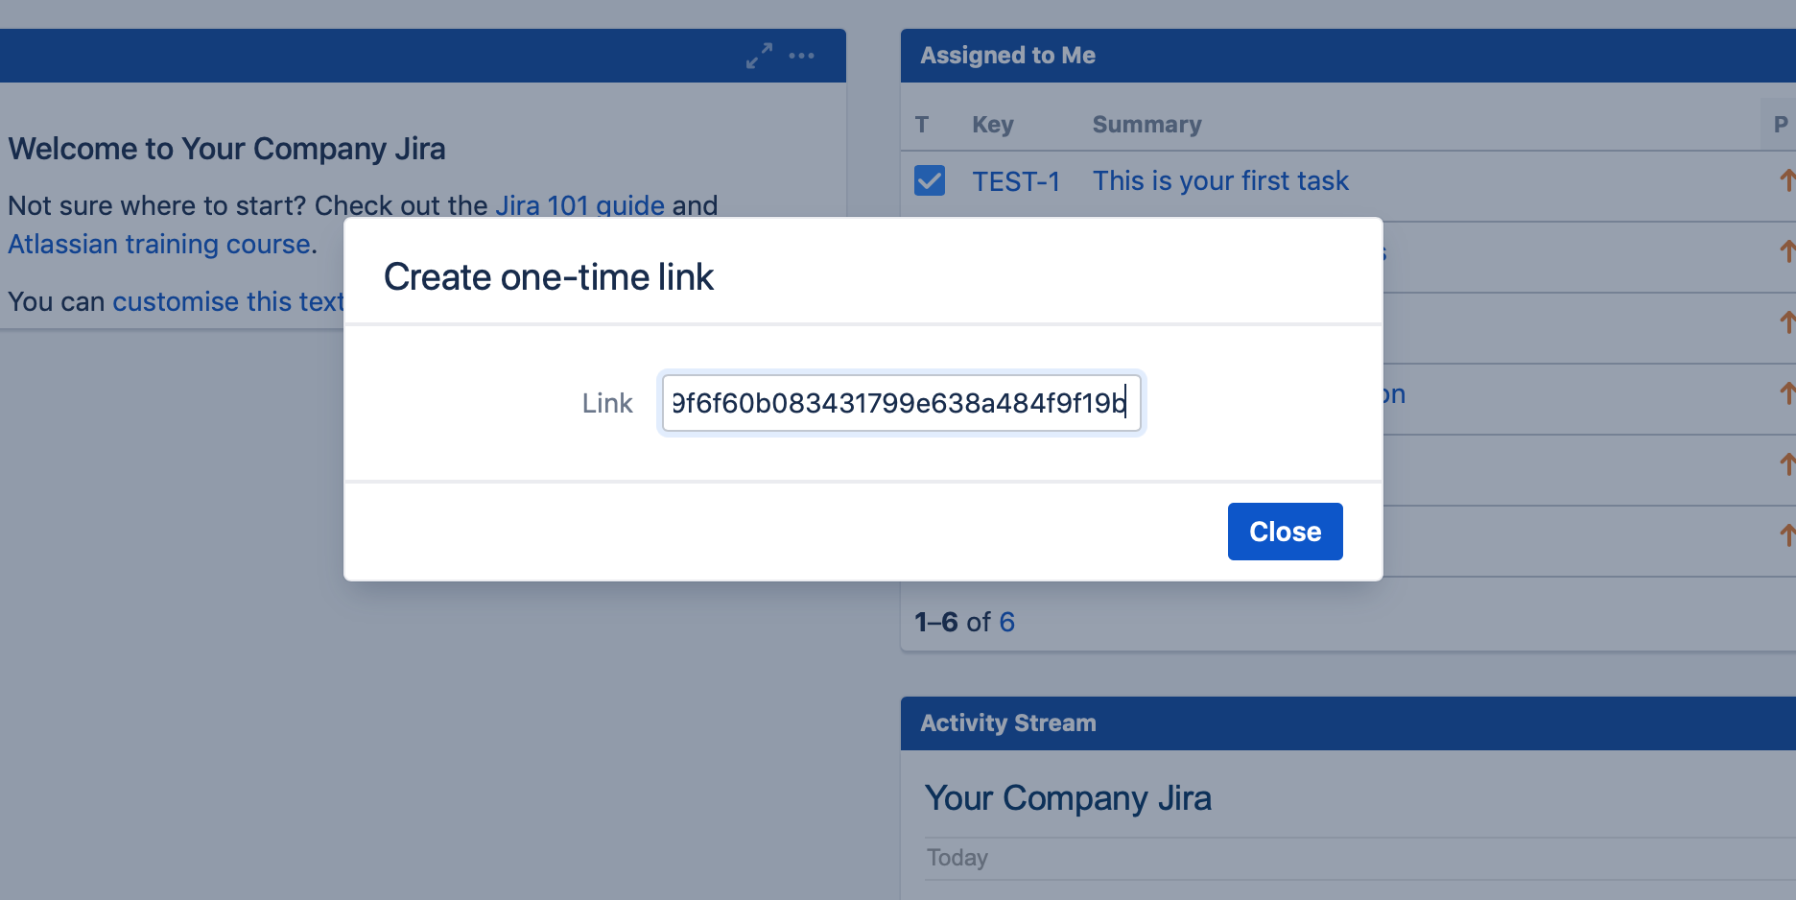 Welcome to Your Company Jira
Not sure where to start? Check out the Jira 101 guide and
Atlassian training course.
You can customise this text
Assigned to Me
T Key Summary P
TEST-1 This is your first task
Create one-time link
Link 9f6f60b083431799e638a484f9f19b
Close
1–6 of 6
Activity Stream
Your Company Jira
Today